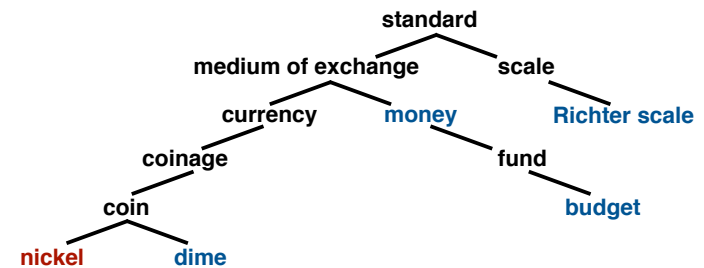 standard
medium of exchange scale
currency money Richter scale
coinage fund
coin budget
nickel dime